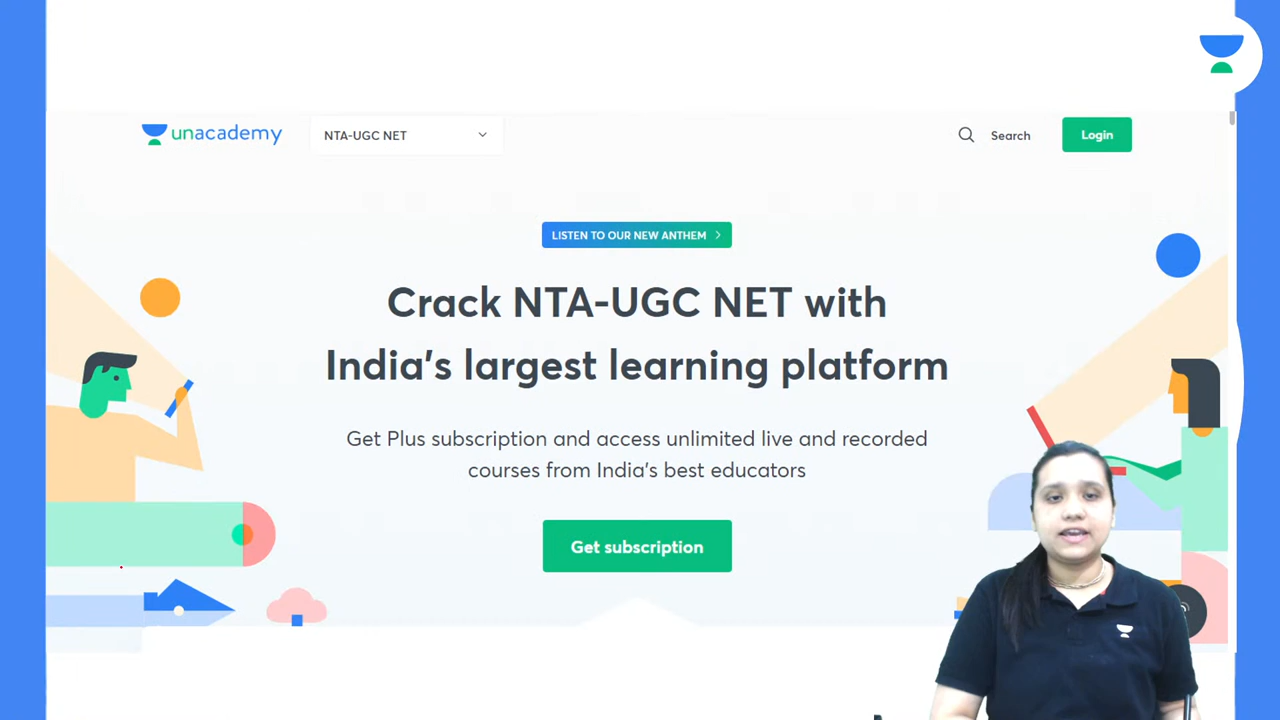 unacademy
NTA-UGC NET
Search
Login
LISTEN TO OUR NEW ANTHEM
Crack NTA-UGC NET with
India's largest learning platform
Get Plus subscription and access unlimited live and recorded
courses from India's best educators
Get subscription